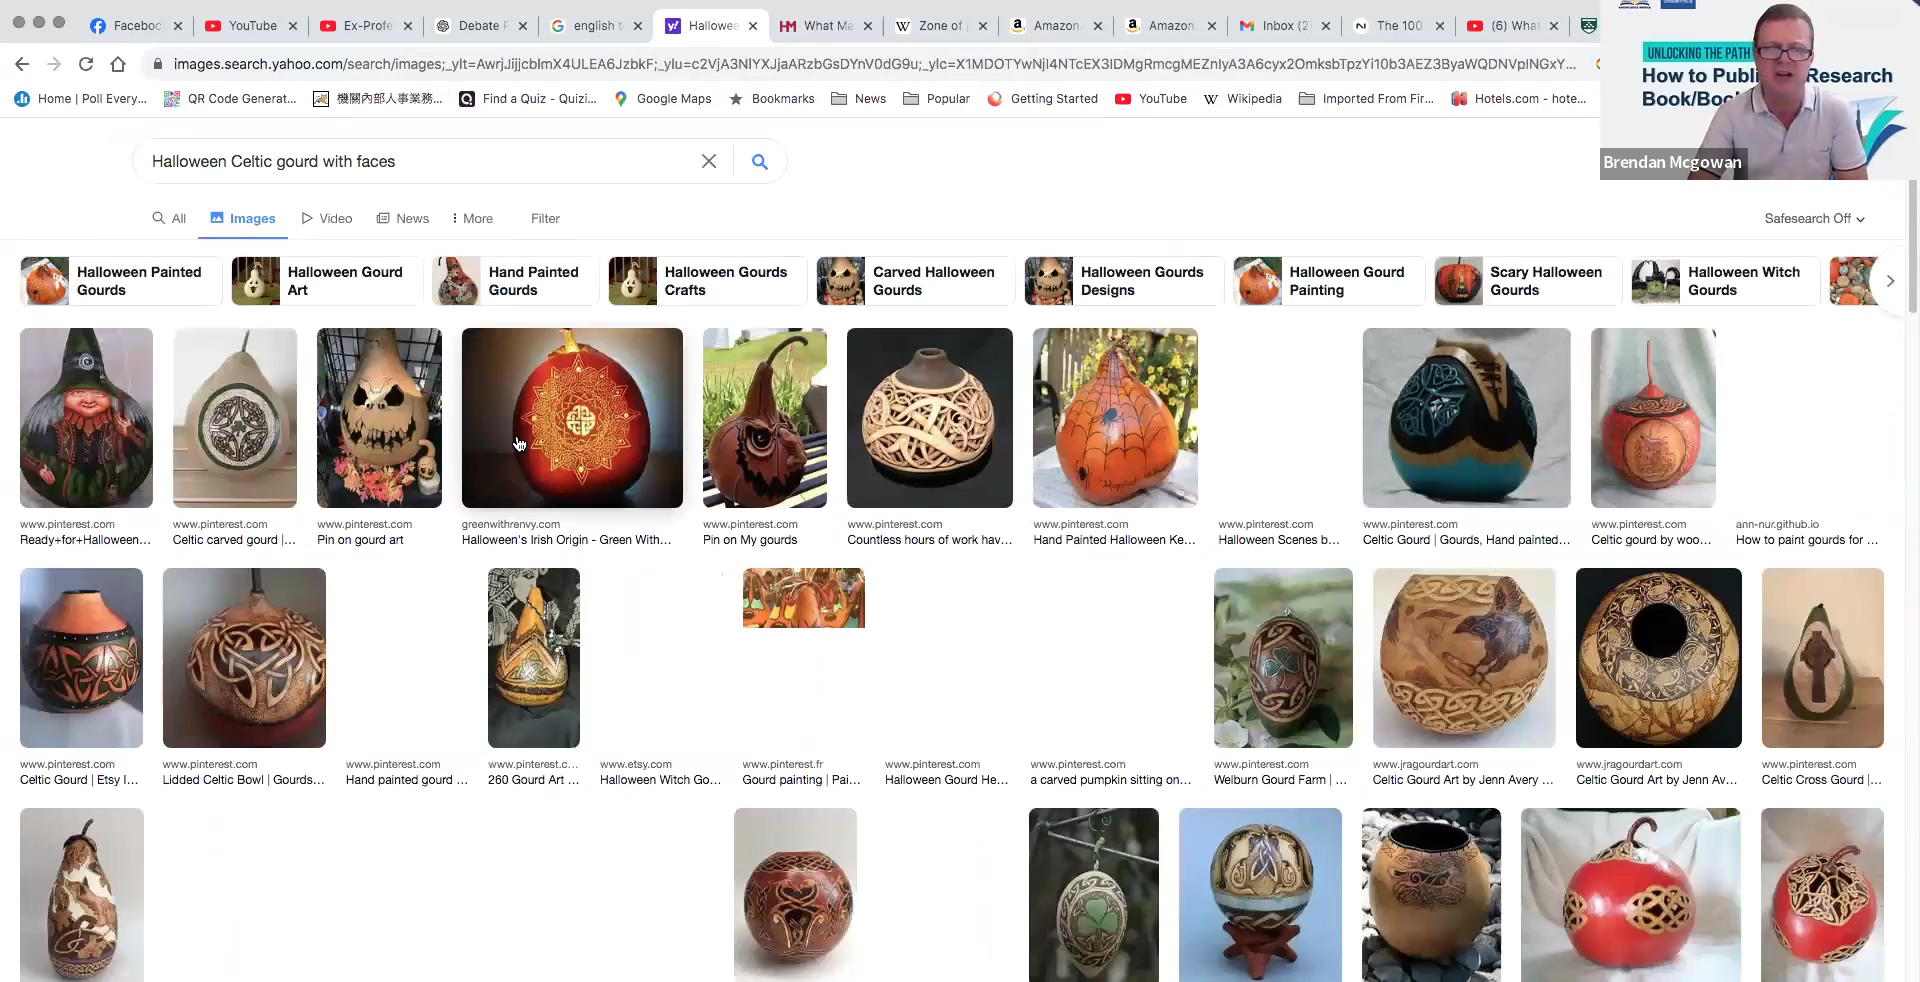 Faceboc
YouTube
Ex-Profe
Debate F
english t
Hallowee
What Ma
Zone of
Amazon.
Amazon.
Inbox (2
The 100
(6) What
images.search.yahoo.com/search/images;_ylt=AwrjJijjcblmX4ULEA6JzbkF;_ylu=c2VjA3NlYXJjaARzbGsDYnV0dG9u;_ylc=X1MDOTYwNjI4NTcEX3IDMgRmcgMEZnIyA3A6cyx2OmksbTpzYi10b3AEZ3ByaWQDNVplNGxY...
Home | Poll Every...
QR Code Generat...
機關內部人事業務...
Find a Quiz - Quizi...
Google Maps
Bookmarks
News
Popular
Getting Started
YouTube
Wikipedia
Imported From Fir...
Hotels.com - hote...
UNLOCKING THE PATH
How to Publi Research
Book/Boo
Brendan Mcgowan
Halloween Celtic gourd with faces
All
Images
Video
News
More
Filter
Safesearch Off
Halloween Painted
Gourds
Halloween Gourd
Art
Hand Painted
Gourds
Halloween Gourds
Crafts
Carved Halloween
Gourds
Halloween Gourds
Designs
Halloween Gourd
Painting
Scary Halloween
Gourds
Halloween Witch
Gourds
www.pinterest.com
Ready+for+Halloween...
www.pinterest.com
Celtic carved gourd |...
www.pinterest.com
Pin on gourd art
greenwithrenvy.com
Halloween's Irish Origin - Green With...
www.pinterest.com
Pin on My gourds
www.pinterest.com
Countless hours of work hav...
www.pinterest.com
Hand Painted Halloween Ke...
www.pinterest.com
Halloween Scenes b...
www.pinterest.com
Celtic Gourd | Gourds, Hand painted...
www.pinterest.com
Celtic gourd by woo...
ann-nur.github.io
How to paint gourds for ...
www.pinterest.com
Celtic Gourd | Etsy I...
www.pinterest.com
Lidded Celtic Bowl | Gourds...
www.pinterest.com
Hand painted gourd ...
www.pinterest.c...
260 Gourd Art ...
www.etsy.com
Halloween Witch Go...
www.pinterest.fr
Gourd painting | Pai...
www.pinterest.com
Halloween Gourd He...
www.pinterest.com
a carved pumpkin sitting on...
www.pinterest.com
Welburn Gourd Farm | ...
www.jragourdart.com
Celtic Gourd Art by Jenn Avery ...
www.jragourdart.com
Celtic Gourd Art by Jenn Av...
www.pinterest.com
Celtic Cross Gourd |...